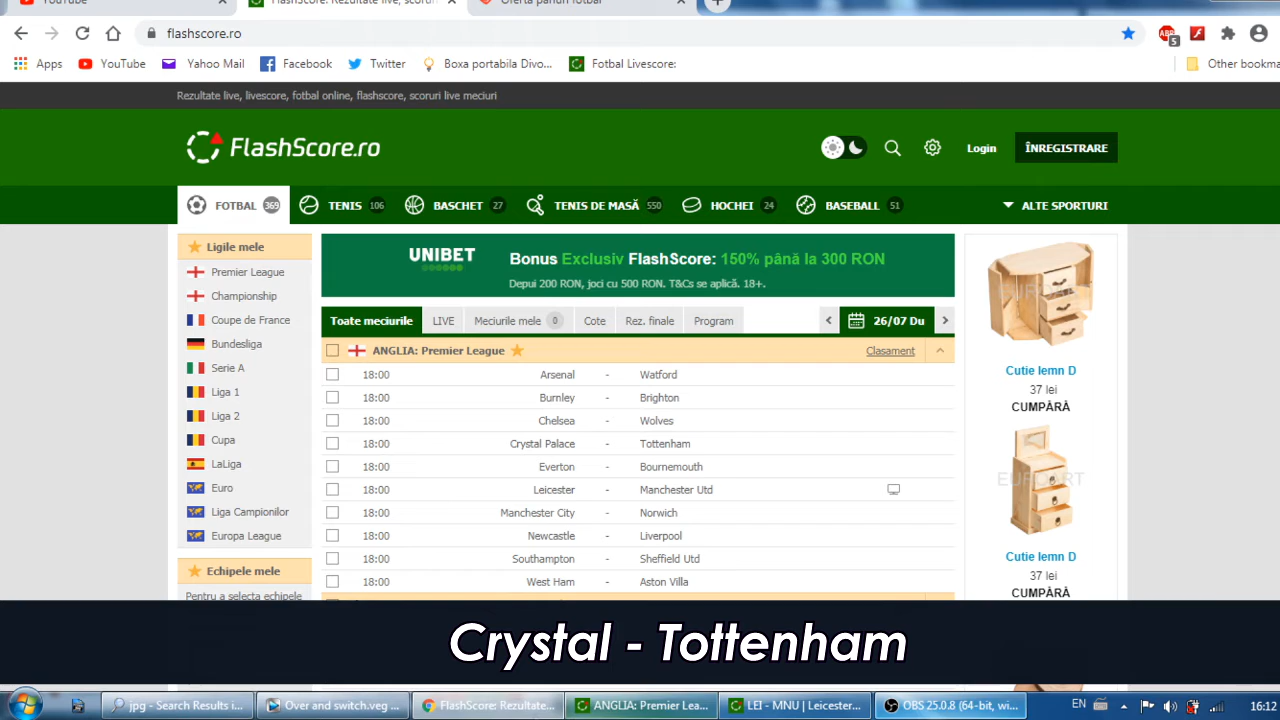 YouTube
FlashScore: Rezultate live, scoruri
Oferta pariuri fotbal
flashscore.ro
ABP
5
Apps
YouTube
Yahoo Mail
Facebook
Twitter
Boxa portabila Divo...
Fotbal Livescore:
Other bookma
Rezultate live, livescore, fotbal online, flashscore, scoruri live meciuri
FlashScore.ro
Login
ÎNREGISTRARE
FOTBAL 369
TENIS 106
BASCHET 27
TENIS DE MASĂ 550
HOCHEI 24
BASEBALL 51
ALTE SPORTURI
Ligile mele
Premier League
Championship
Coupe de France
Bundesliga
Serie A
Liga 1
Liga 2
Cupa
LaLiga
Euro
Liga Campionilor
Europa League
Echipele mele
Pentru a selecta echipele
UNIBET
Bonus Exclusiv FlashScore: 150% până la 300 RON
Depui 200 RON, joci cu 500 RON. T&Cs se aplică. 18+.
Toate meciurile
LIVE
Meciurile mele 0
Cote
Rez. finale
Program
26/07 Du
ANGLIA: Premier League
Clasament
18:00 Arsenal - Watford
18:00 Burnley - Brighton
18:00 Chelsea - Wolves
18:00 Crystal Palace - Tottenham
18:00 Everton - Bournemouth
18:00 Leicester - Manchester Utd
18:00 Manchester City - Norwich
18:00 Newcastle - Liverpool
18:00 Southampton - Sheffield Utd
18:00 West Ham - Aston Villa
Cutie lemn D
37 lei
CUMPĂRĂ
EUROART
Cutie lemn D
37 lei
CUMPĂRĂ
Crystal - Tottenham
jpg - Search Results i...
Over and switch.veg ...
FlashScore: Rezultate...
ANGLIA: Premier Lea...
LEI - MNU | Leicester...
OBS 25.0.8 (64-bit, wi...
EN
16:12